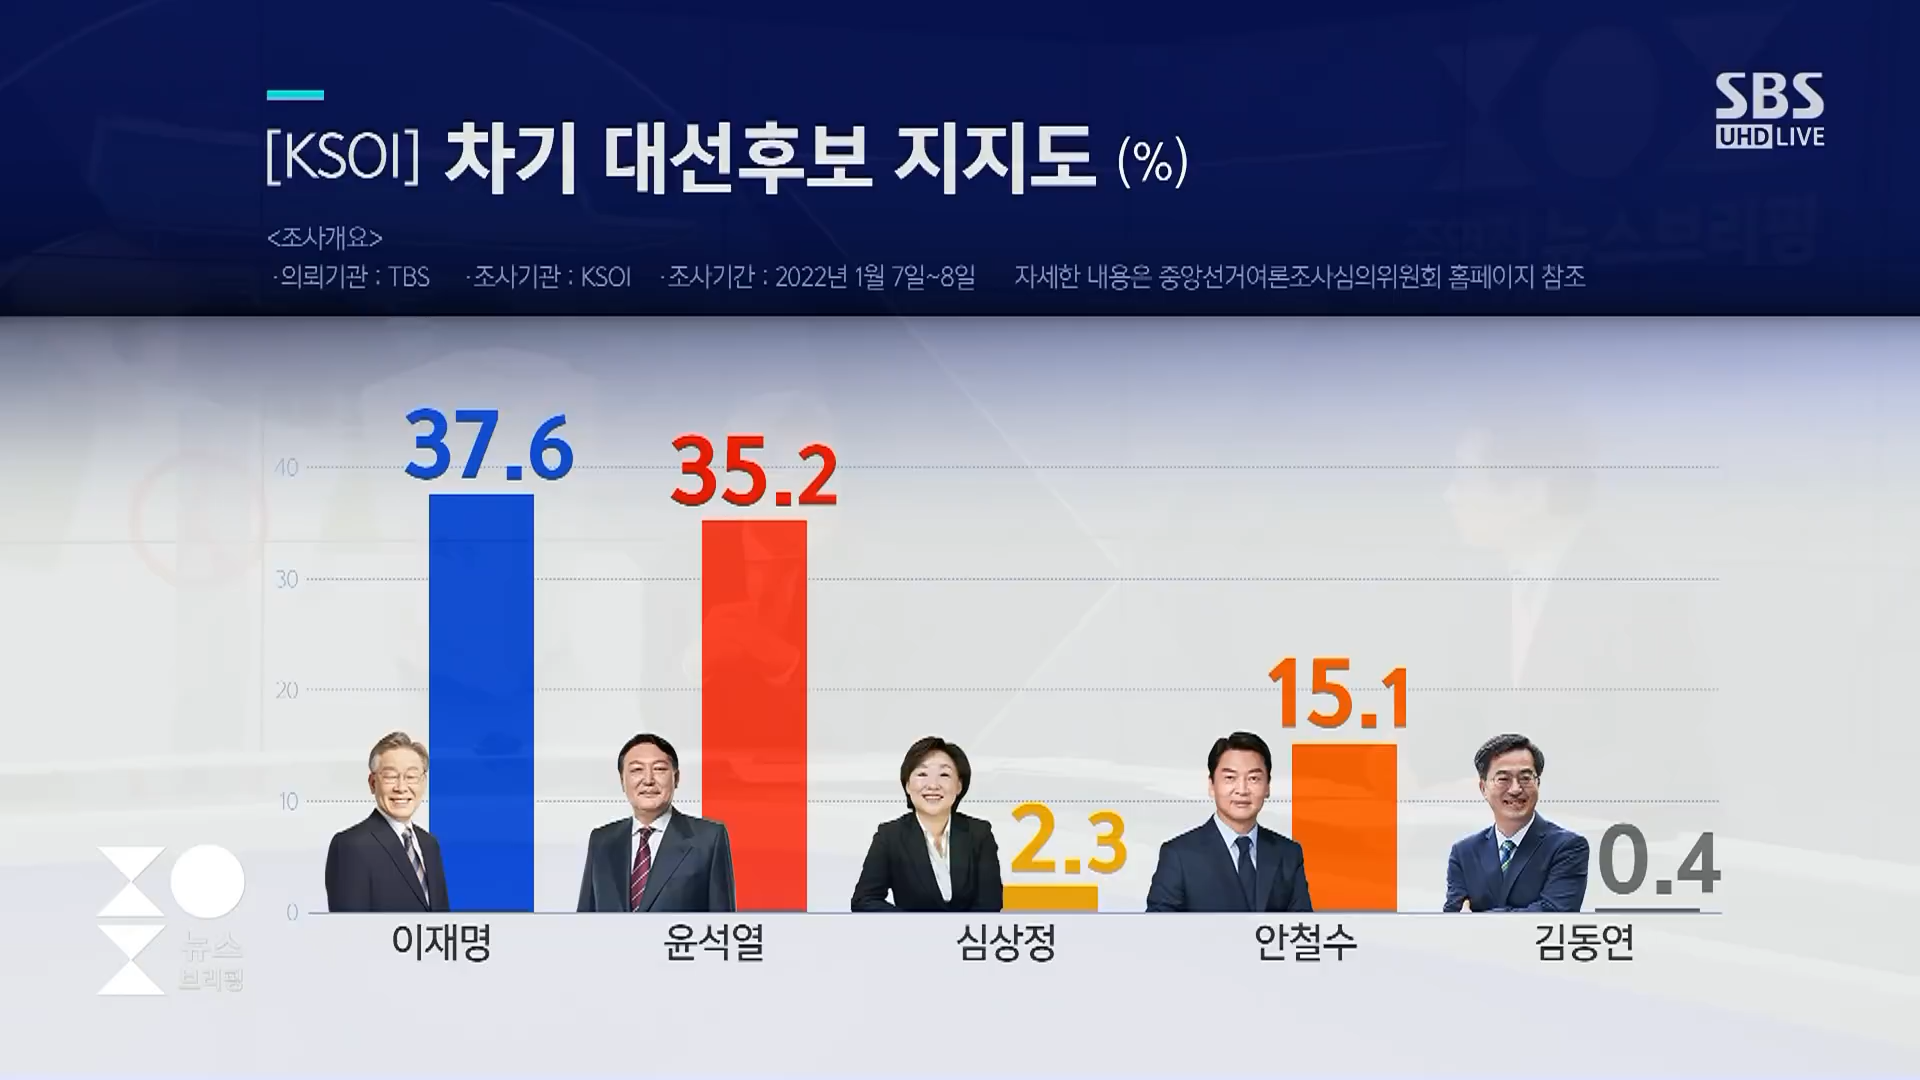 SBS
UHD LIVE
[KSOI] 차기 대선후보 지지도 (%)
<조사개요>
·의뢰기관 : TBS ·조사기관 : KSOI ·조사기간 : 2022년 1월 7일~8일 자세한 내용은 중앙선거여론조사심의위원회 홈페이지 참조
뉴스브리핑
37.6
35.2
40
30
20
15.1
10
2.3
0.4
0
이재명 윤석열 심상정 안철수 김동연
뉴스
브리핑